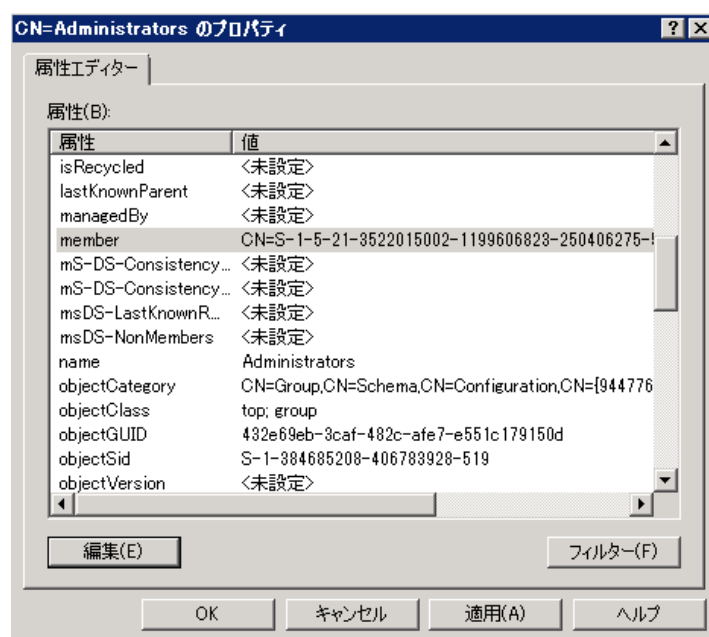 CN=Administrators のプロパティ
属性エディター
属性(B):
属性 値
isRecycled <未設定>
lastKnownParent <未設定>
managedBy <未設定>
member CN=S-1-5-21-3522015002-1199606823-250406275-
mS-DS-Consistency... <未設定>
mS-DS-Consistency... <未設定>
msDS-LastKnownR... <未設定>
msDS-NonMembers <未設定>
name Administrators
objectCategory CN=Group,CN=Schema,CN=Configuration,CN={944776
objectClass top; group
objectGUID 432e69eb-3caf-482c-afe7-e551c179150d
objectSid S-1-384685208-406783928-519
objectVersion <未設定>
編集(E) フィルター(F)
OK キャンセル 適用(A) ヘルプ